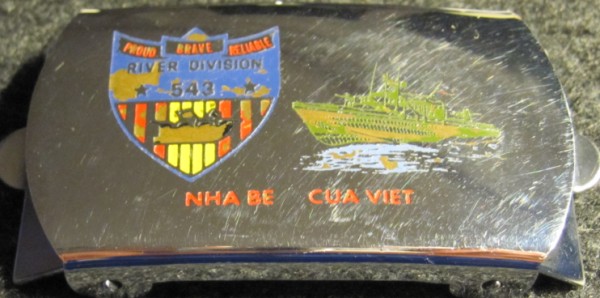 PROUD BRAVE RELIABLE
RIVER DIVISION
543
NHA BE CUA VIET